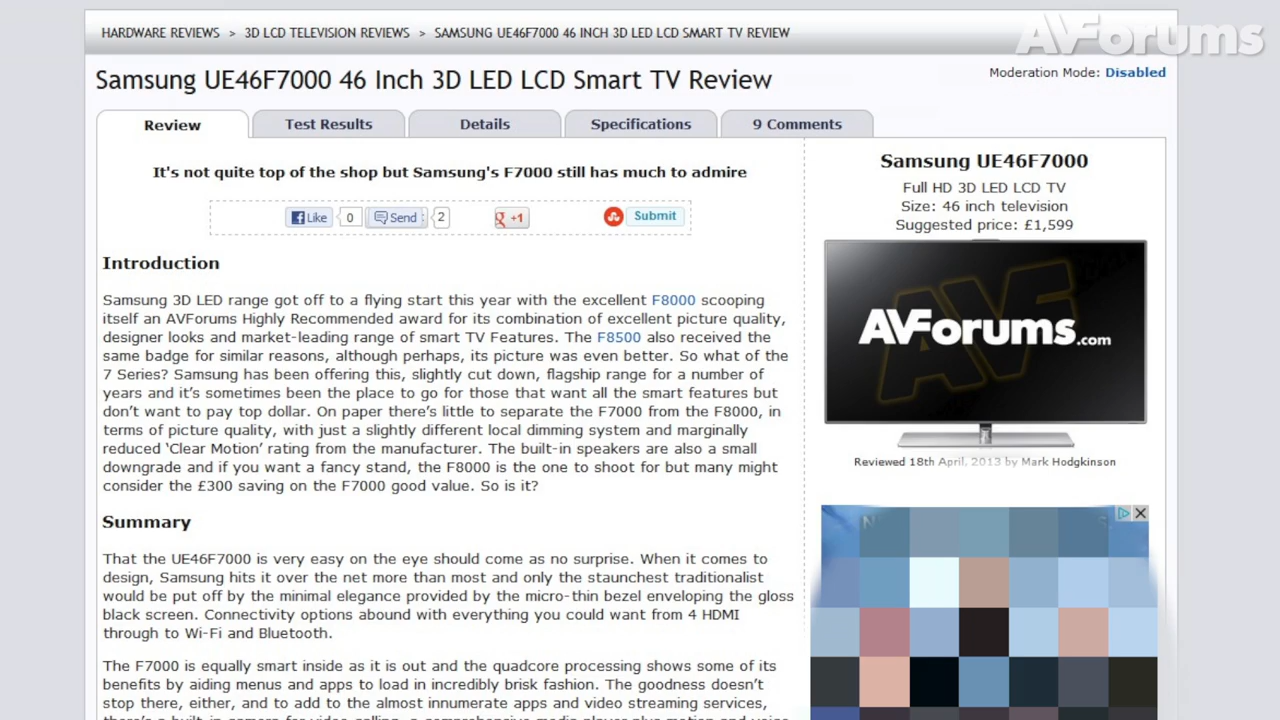 AVForums
HARDWARE REVIEWS > 3D LCD TELEVISION REVIEWS > SAMSUNG UE46F7000 46 INCH 3D LED LCD SMART TV REVIEW
Samsung UE46F7000 46 Inch 3D LED LCD Smart TV Review
Moderation Mode: Disabled
Review
Test Results
Details
Specifications
9 Comments
It's not quite top of the shop but Samsung's F7000 still has much to admire
Like 0 Send 2 +1 Submit
Introduction
Samsung 3D LED range got off to a flying start this year with the excellent F8000 scooping
itself an AVForums Highly Recommended award for its combination of excellent picture quality,
designer looks and market-leading range of smart TV Features. The F8500 also received the
same badge for similar reasons, although perhaps, its picture was even better. So what of the
7 Series? Samsung has been offering this, slightly cut down, flagship range for a number of
years and it's sometimes been the place to go for those that want all the smart features but
don't want to pay top dollar. On paper there's little to separate the F7000 from the F8000, in
terms of picture quality, with just a slightly different local dimming system and marginally
reduced ‘Clear Motion’ rating from the manufacturer. The built-in speakers are also a small
downgrade and if you want a fancy stand, the F8000 is the one to shoot for but many might
consider the £300 saving on the F7000 good value. So is it?
Summary
That the UE46F7000 is very easy on the eye should come as no surprise. When it comes to
design, Samsung hits it over the net more than most and only the staunchest traditionalist
would be put off by the minimal elegance provided by the micro-thin bezel enveloping the gloss
black screen. Connectivity options abound with everything you could want from 4 HDMI
through to Wi-Fi and Bluetooth.
The F7000 is equally smart inside as it is out and the quadcore processing shows some of its
benefits by aiding menus and apps to load in incredibly brisk fashion. The goodness doesn't
stop there, either, and to add to the almost innumerate apps and video streaming services,
there's a built-in camera for video calling, a comprehensive media player plus motion and voice
Samsung UE46F7000
Full HD 3D LED LCD TV
Size: 46 inch television
Suggested price: £1,599
AVForums.com
Reviewed 18th April, 2013 by Mark Hodgkinson